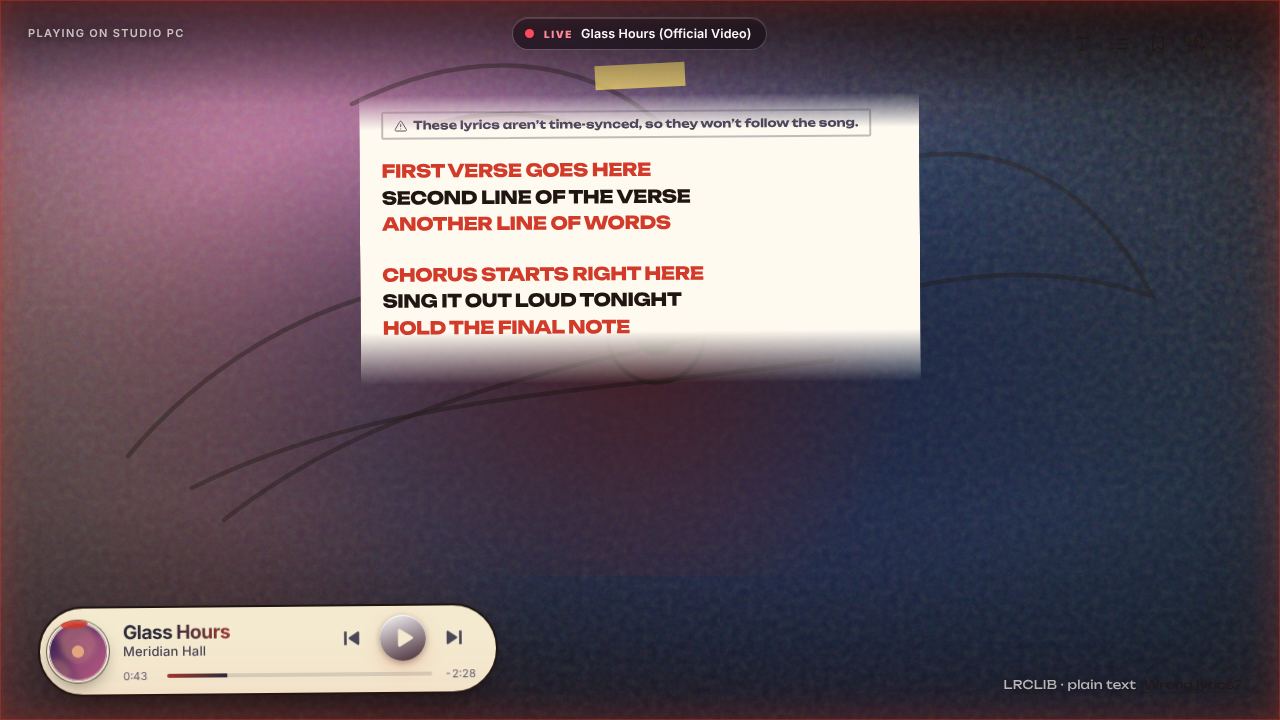 PLAYING ON STUDIO PC
LIVE Glass Hours (Official Video)
These lyrics aren't time-synced, so they won't follow the song.
FIRST VERSE GOES HERE
SECOND LINE OF THE VERSE
ANOTHER LINE OF WORDS
CHORUS STARTS RIGHT HERE
SING IT OUT LOUD TONIGHT
HOLD THE FINAL NOTE
Glass Hours
Meridian Hall
0:43
-2:28
LRCLIB · plain text Wrong lyrics?